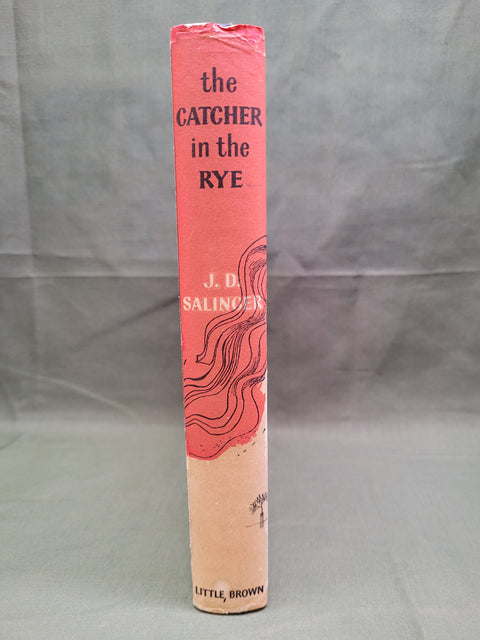 the
CATCHER
in the
RYE
J. D.
SALINGER
LITTLE, BROWN